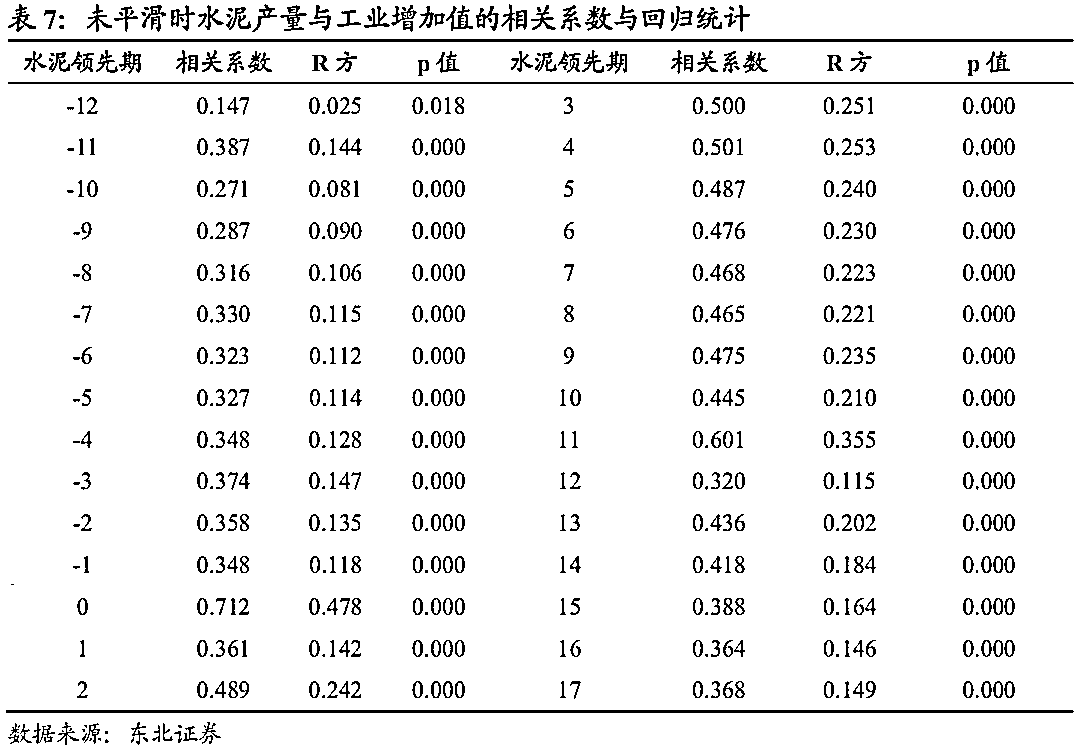 表 7：未平滑时水泥产量与工业增加值的相关系数与回归统计
水泥领先期 相关系数 R 方 p 值 水泥领先期 相关系数 R 方 p 值
-12 0.147 0.025 0.018 3 0.500 0.251 0.000
-11 0.387 0.144 0.000 4 0.501 0.253 0.000
-10 0.271 0.081 0.000 5 0.487 0.240 0.000
-9 0.287 0.090 0.000 6 0.476 0.230 0.000
-8 0.316 0.106 0.000 7 0.468 0.223 0.000
-7 0.330 0.115 0.000 8 0.465 0.221 0.000
-6 0.323 0.112 0.000 9 0.475 0.235 0.000
-5 0.327 0.114 0.000 10 0.445 0.210 0.000
-4 0.348 0.128 0.000 11 0.601 0.355 0.000
-3 0.374 0.147 0.000 12 0.320 0.115 0.000
-2 0.358 0.135 0.000 13 0.436 0.202 0.000
-1 0.348 0.118 0.000 14 0.418 0.184 0.000
0 0.712 0.478 0.000 15 0.388 0.164 0.000
1 0.361 0.142 0.000 16 0.364 0.146 0.000
2 0.489 0.242 0.000 17 0.368 0.149 0.000
数据来源：东北证券